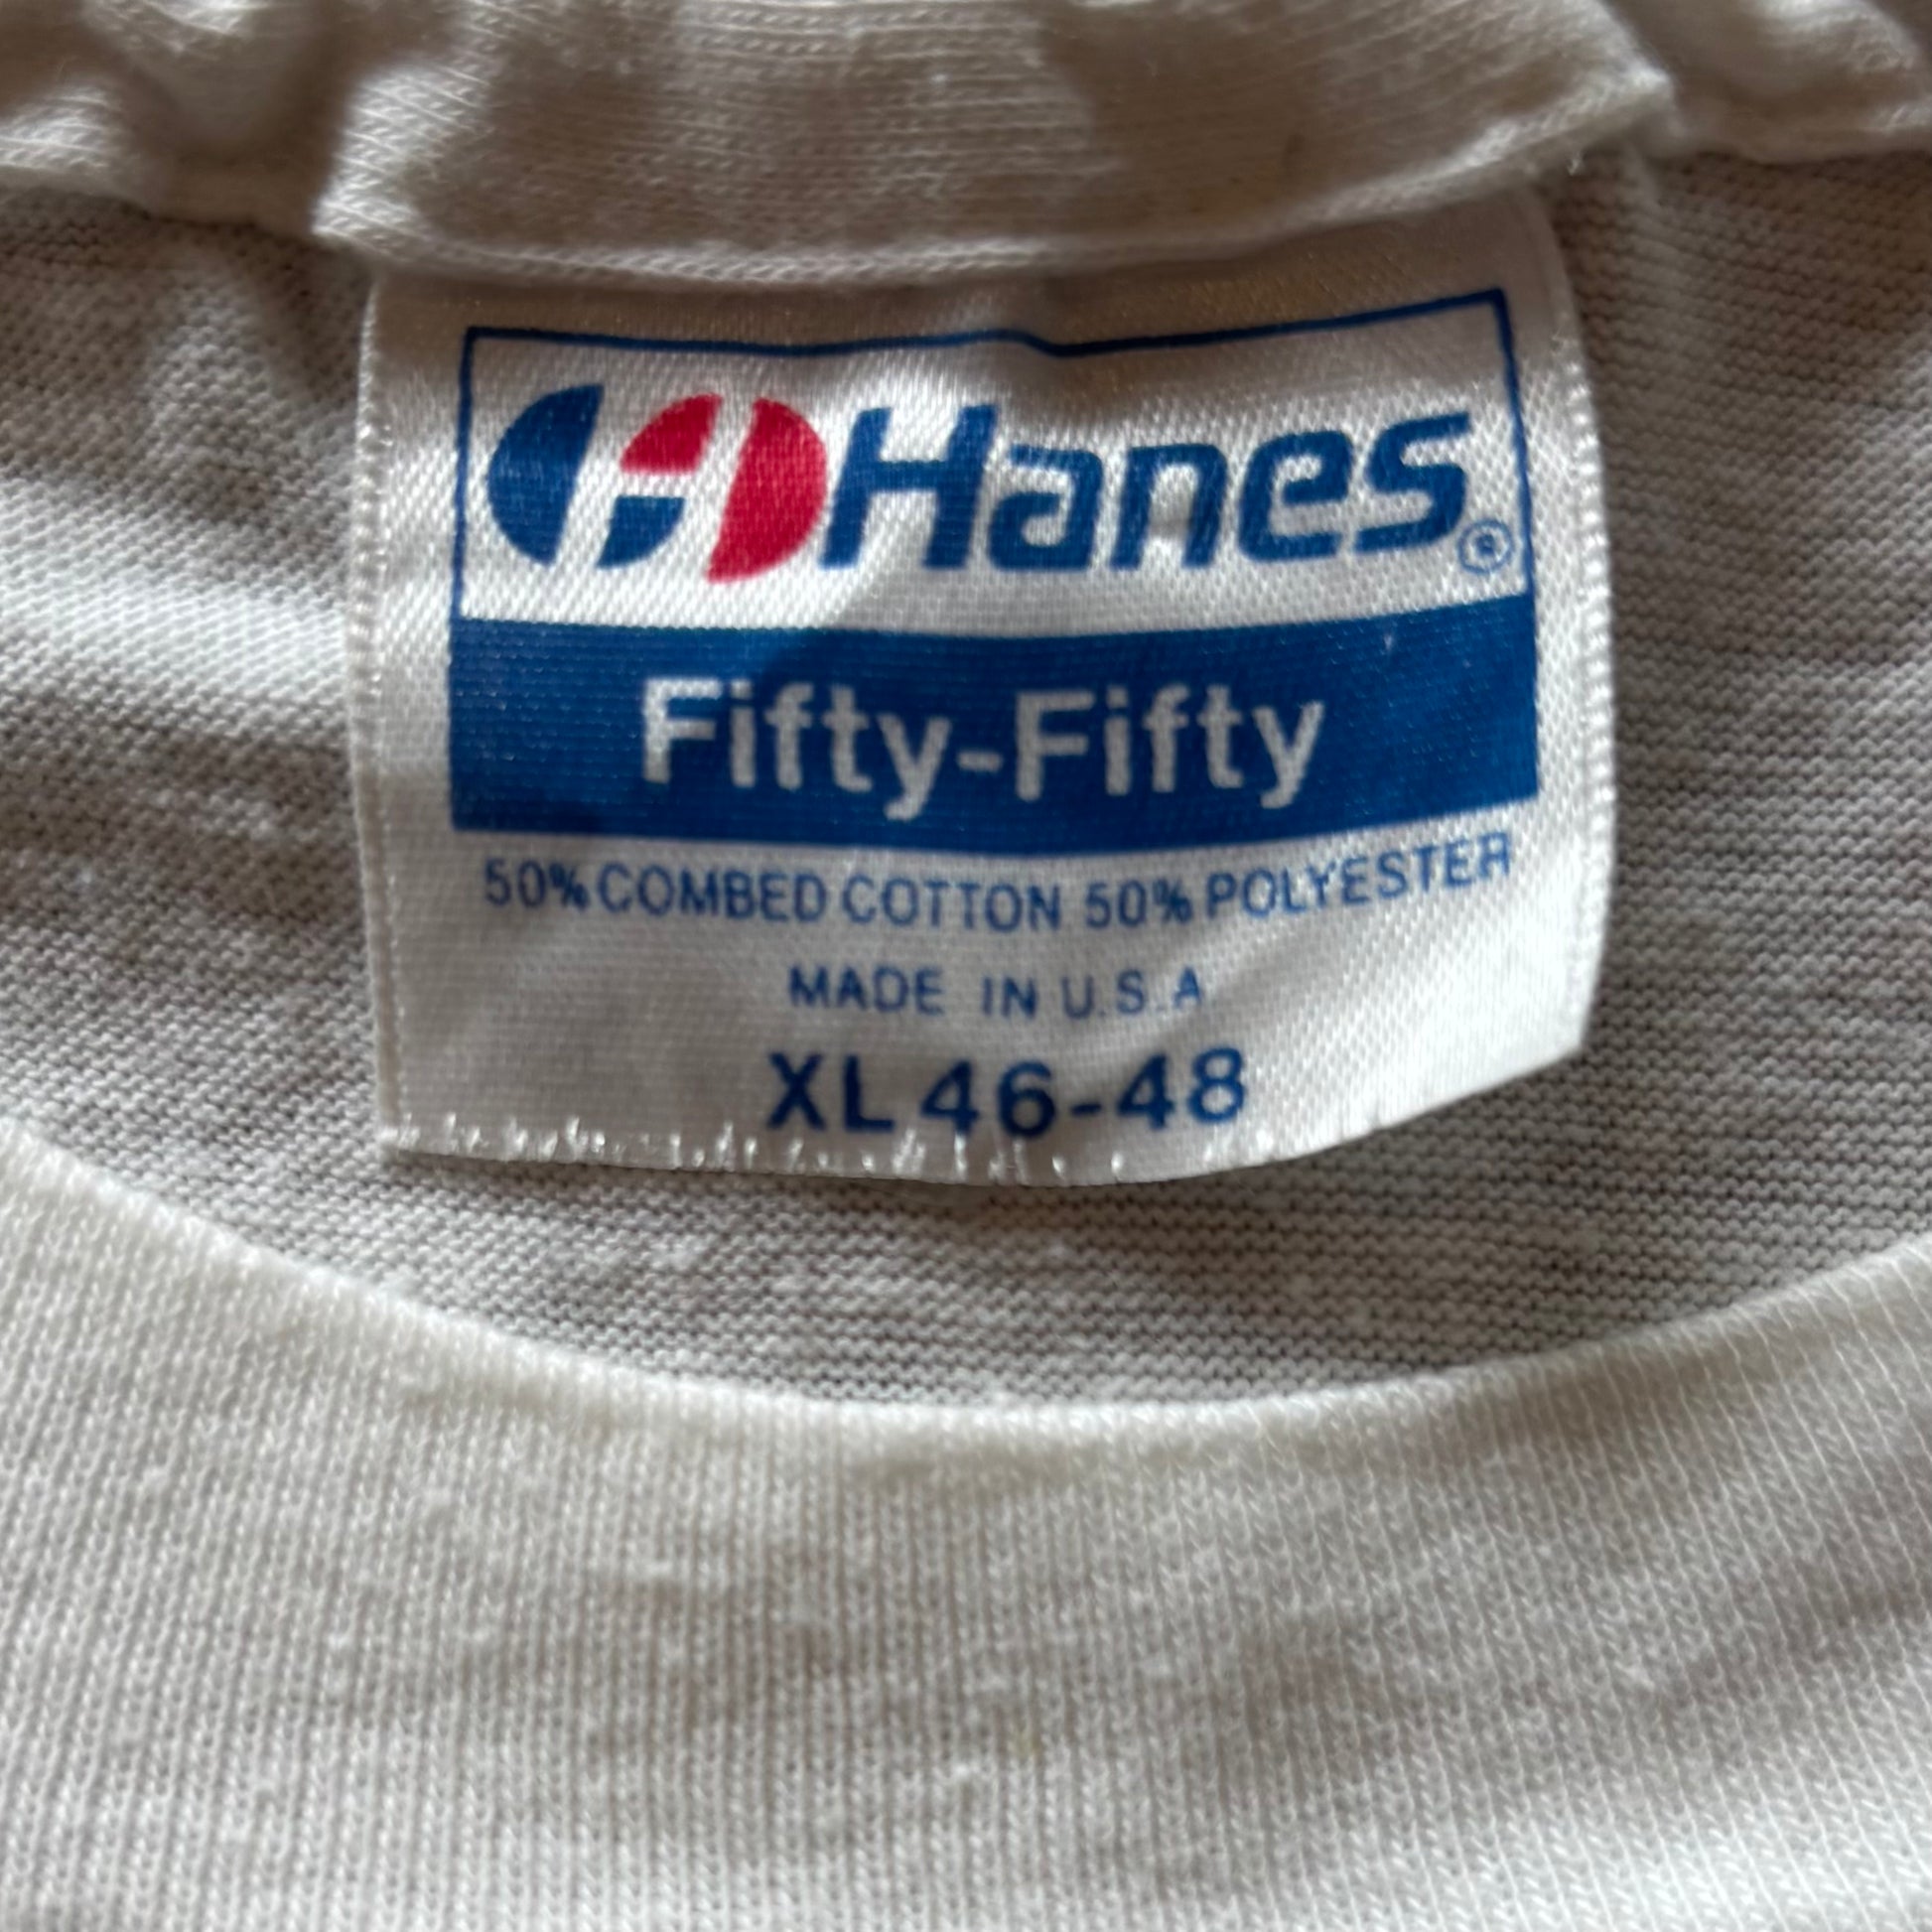 Hanes®
Fifty-Fifty
50% COMBED COTTON 50% POLYESTER
MADE IN U.S.A
XL 46-48